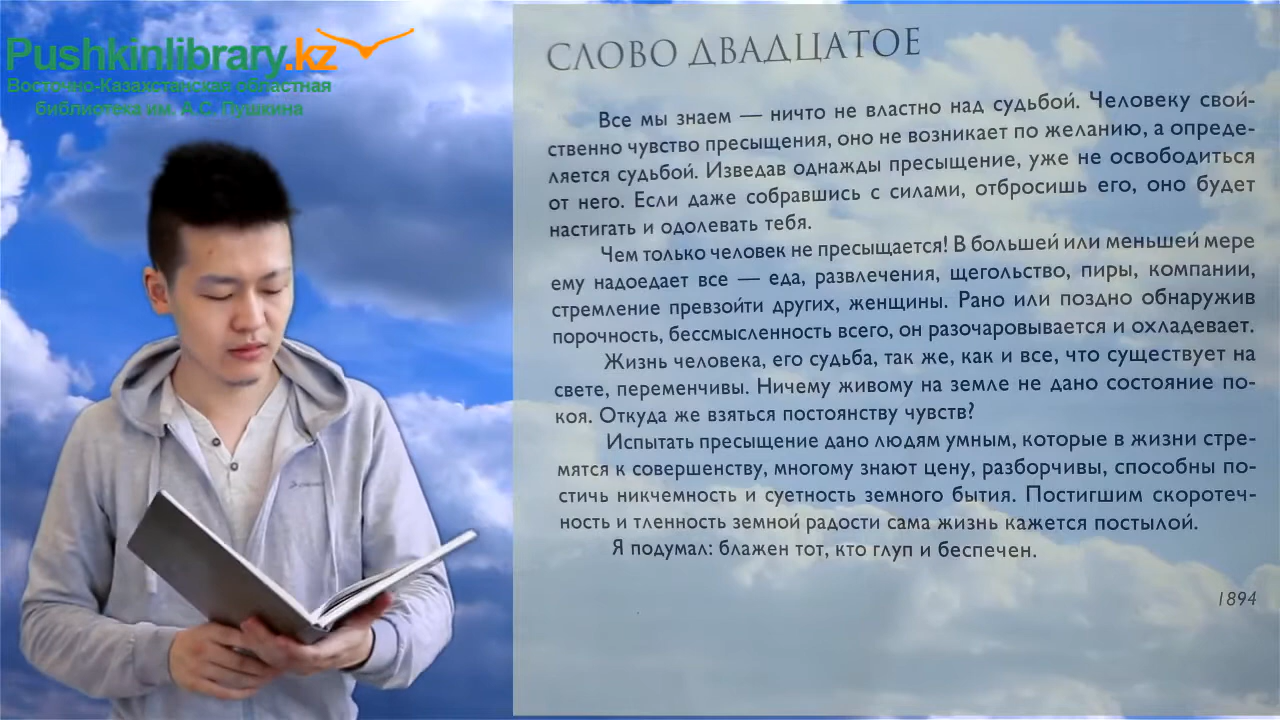 Pushkinlibrary.kz
Восточно-Казахстанская областная
библиотека им. А.С. Пушкина
СЛОВО ДВАДЦАТОЕ
Все мы знаем — ничто не властно над судьбой. Человеку свой-
ственно чувство пресыщения, оно не возникает по желанию, а опреде-
ляется судьбой. Изведав однажды пресыщение, уже не освободиться
от него. Если даже собравшись с силами, отбросишь его, оно будет
настигать и одолевать тебя.
Чем только человек не пресыщается! В большей или меньшей мере
ему надоедает все — еда, развлечения, щегольство, пиры, компании,
стремление превзойти других, женщины. Рано или поздно обнаружив
порочность, бессмысленность всего, он разочаровывается и охладевает.
Жизнь человека, его судьба, так же, как и все, что существует на
свете, переменчивы. Ничему живому на земле не дано состояние по-
коя. Откуда же взяться постоянству чувств?
Испытать пресыщение дано людям умным, которые в жизни стре-
мятся к совершенству, многому знают цену, разборчивы, способны по-
стичь никчемность и суетность земного бытия. Постигшим скоротеч-
ность и тленность земной радости сама жизнь кажется постылой.
Я подумал: блажен тот, кто глуп и беспечен.
1894